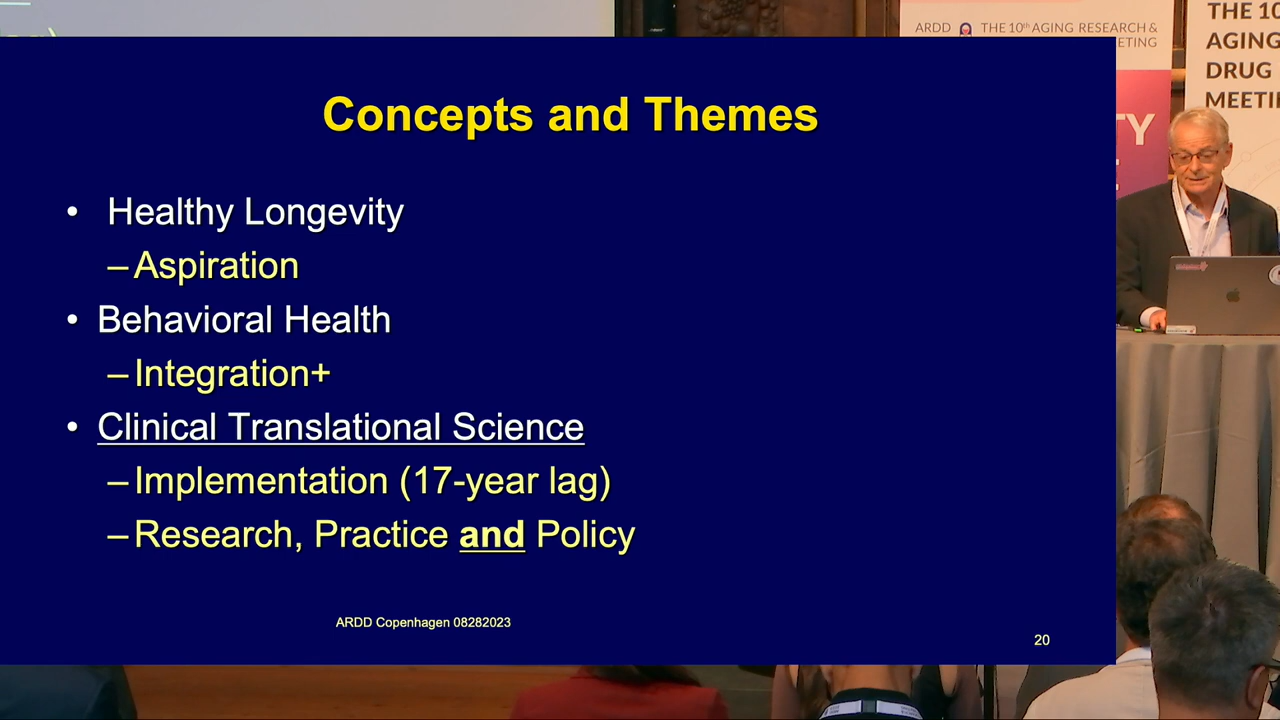 ARDD THE 10th AGING RESEARCH &
ETING
THE 10
AGING
DRUG
MEETI
TY
Concepts and Themes
• Healthy Longevity
– Aspiration
• Behavioral Health
– Integration+
• Clinical Translational Science
– Implementation (17-year lag)
– Research, Practice and Policy
ARDD Copenhagen 08282023
20